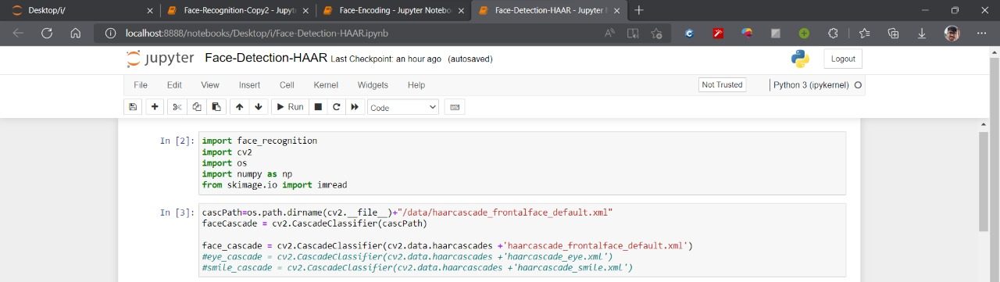 Desktop/i/
Face-Recognition-Copy2 - Jupyte
Face-Encoding - Jupyter Notebo
Face-Detection-HAAR - Jupyter
localhost:8888/notebooks/Desktop/i/Face-Detection-HAAR.ipynb
jupyter Face-Detection-HAAR Last Checkpoint: an hour ago (autosaved)
Logout
File Edit View Insert Cell Kernel Widgets Help
Not Trusted
Python 3 (ipykernel)
Run
Code
In [2]: import face_recognition
import cv2
import os
import numpy as np
from skimage.io import imread
In [3]: cascPath=os.path.dirname(cv2.__file__)+"/data/haarcascade_frontalface_default.xml"
faceCascade = cv2.CascadeClassifier(cascPath)
face_cascade = cv2.CascadeClassifier(cv2.data.haarcascades +'haarcascade_frontalface_default.xml')
#eye_cascade = cv2.CascadeClassifier(cv2.data.haarcascades +'haarcascade_eye.xml')
#smile_cascade = cv2.CascadeClassifier(cv2.data.haarcascades +'haarcascade_smile.xml')